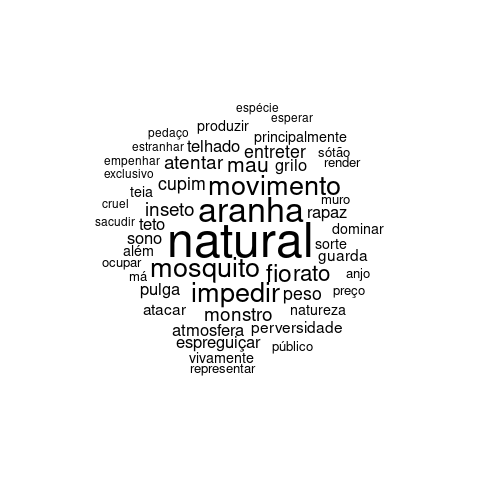 espécie
esperar
pedaço produzir
principalmente
estranhar telhado entreter sótão
empenhar atentar mau grilo render
exclusivo
teia cupim movimento
cruel muro
inseto aranha rapaz
sacudir teto
sono natural dominar
além sorte
ocupar mosquito fiorato guarda
má anjo
pulga impedir peso preço
atacar monstro natureza
atmosfera perversidade
espreguiçar público
vivamente
representar